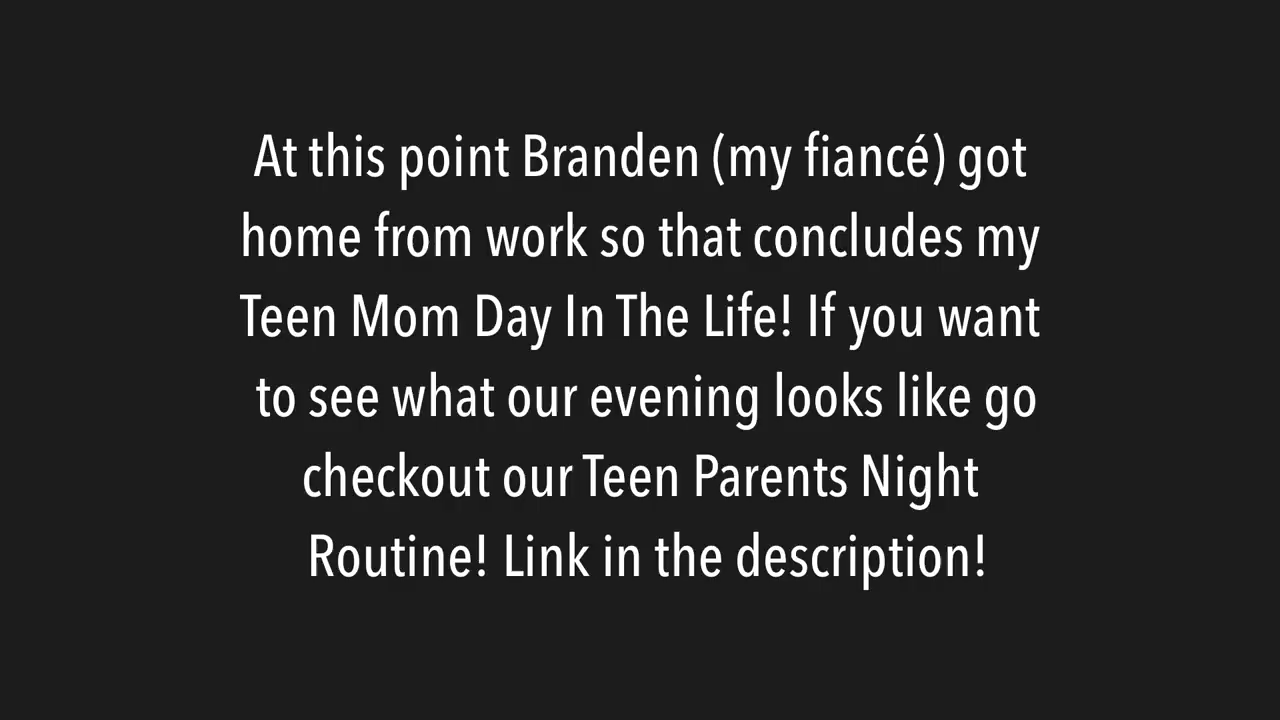 At this point Branden (my fiancé) got
home from work so that concludes my
Teen Mom Day In The Life! If you want
to see what our evening looks like go
checkout our Teen Parents Night
Routine! Link in the description!